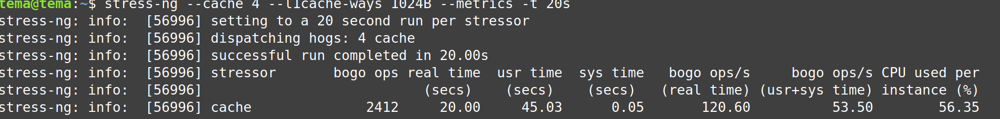 tema@tema:~$ stress-ng --cache 4 --l1cache-ways 1024B --metrics -t 20s
stress-ng: info:  [56996] setting to a 20 second run per stressor
stress-ng: info:  [56996] dispatching hogs: 4 cache
stress-ng: info:  [56996] successful run completed in 20.00s
stress-ng: info:  [56996] stressor       bogo ops real time  usr time  sys time   bogo ops/s     bogo ops/s CPU used per
stress-ng: info:  [56996]                           (secs)    (secs)    (secs)   (real time) (usr+sys time) instance (%)
stress-ng: info:  [56996] cache              2412     20.00     45.03      0.05       120.60          53.50        56.35